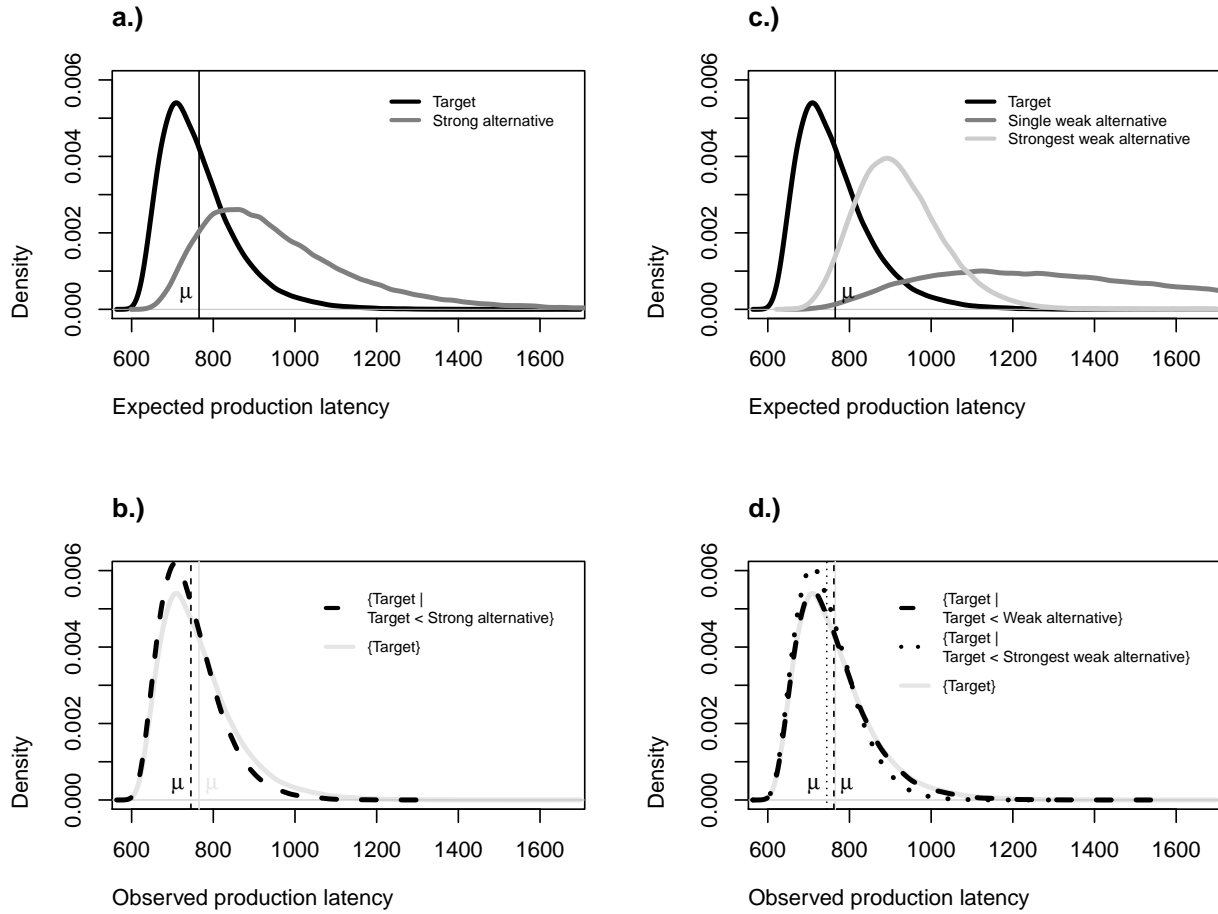 a.)
0.000
0.002
0.004
0.006
Density
Target
Strong alternative
μ
600 800 1000 1200 1400 1600
Expected production latency
c.)
0.000
0.002
0.004
0.006
Density
Target
Single weak alternative
Strongest weak alternative
μ
600 800 1000 1200 1400 1600
Expected production latency
b.)
0.000
0.002
0.004
0.006
Density
{Target |
Target < Strong alternative}
{Target}
μ μ
600 800 1000 1200 1400 1600
Observed production latency
d.)
0.000
0.002
0.004
0.006
Density
{Target |
Target < Weak alternative}
{Target |
Target < Strongest weak alternative}
{Target}
μ μ
600 800 1000 1200 1400 1600
Observed production latency